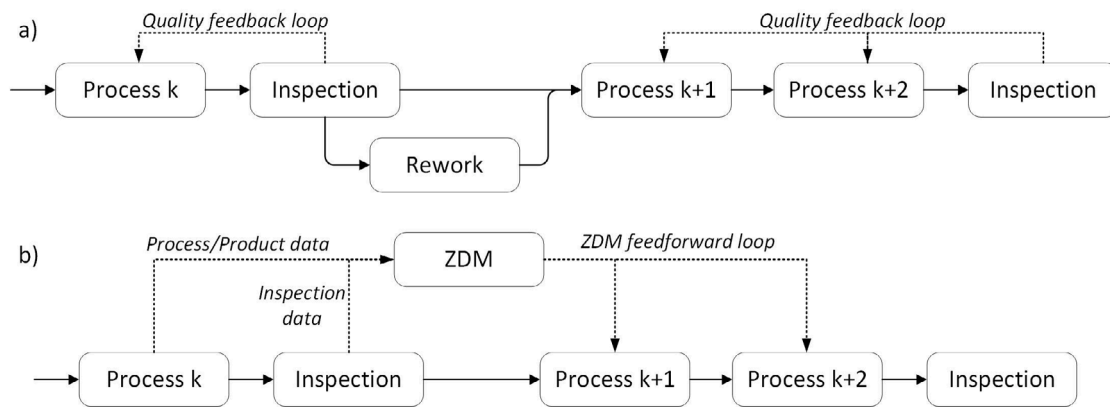 a)
Quality feedback loop
Quality feedback loop
Process k
Inspection
Process k+1
Process k+2
Inspection
Rework
b)
Process/Product data
ZDM
ZDM feedforward loop
Inspection
data
Process k
Inspection
Process k+1
Process k+2
Inspection